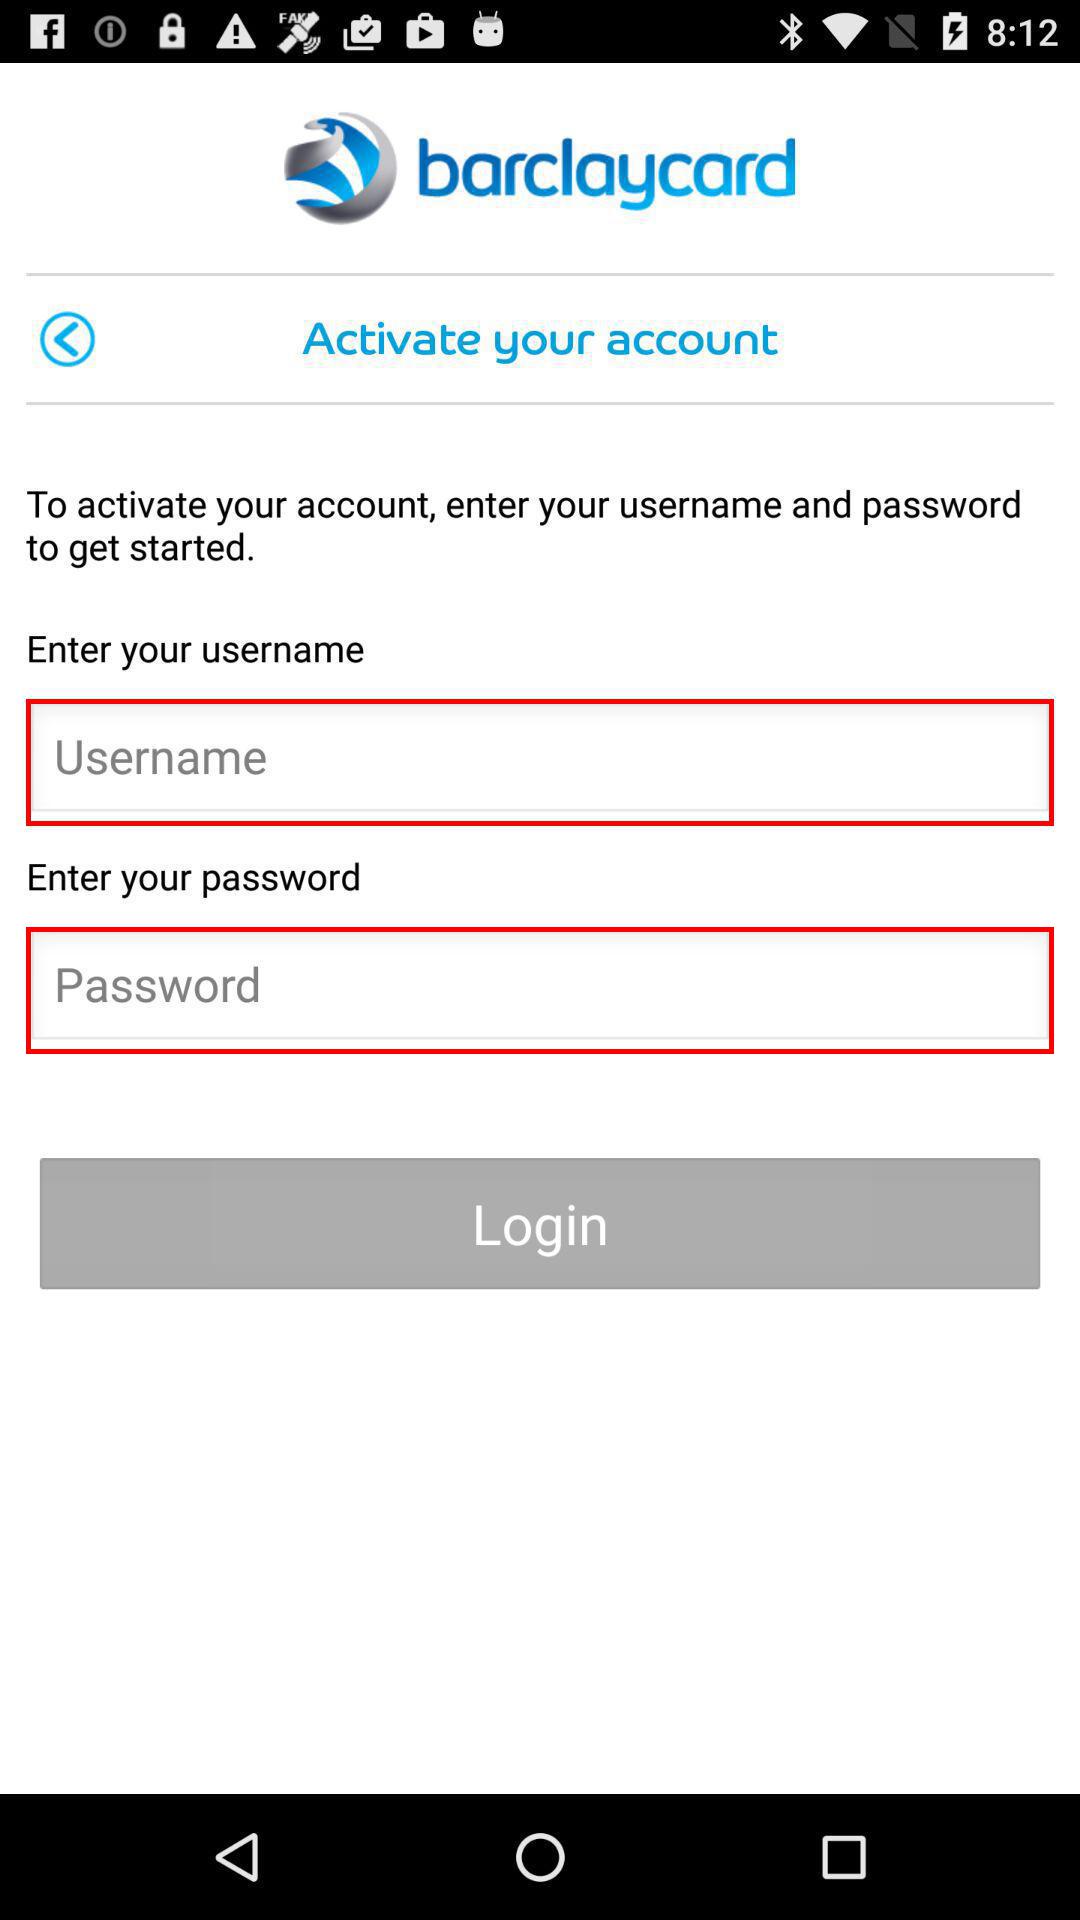 FAKE
8:12
barclaycard
Activate your account
To activate your account, enter your username and password
to get started.
Enter your username
Username
Enter your password
Password
Login